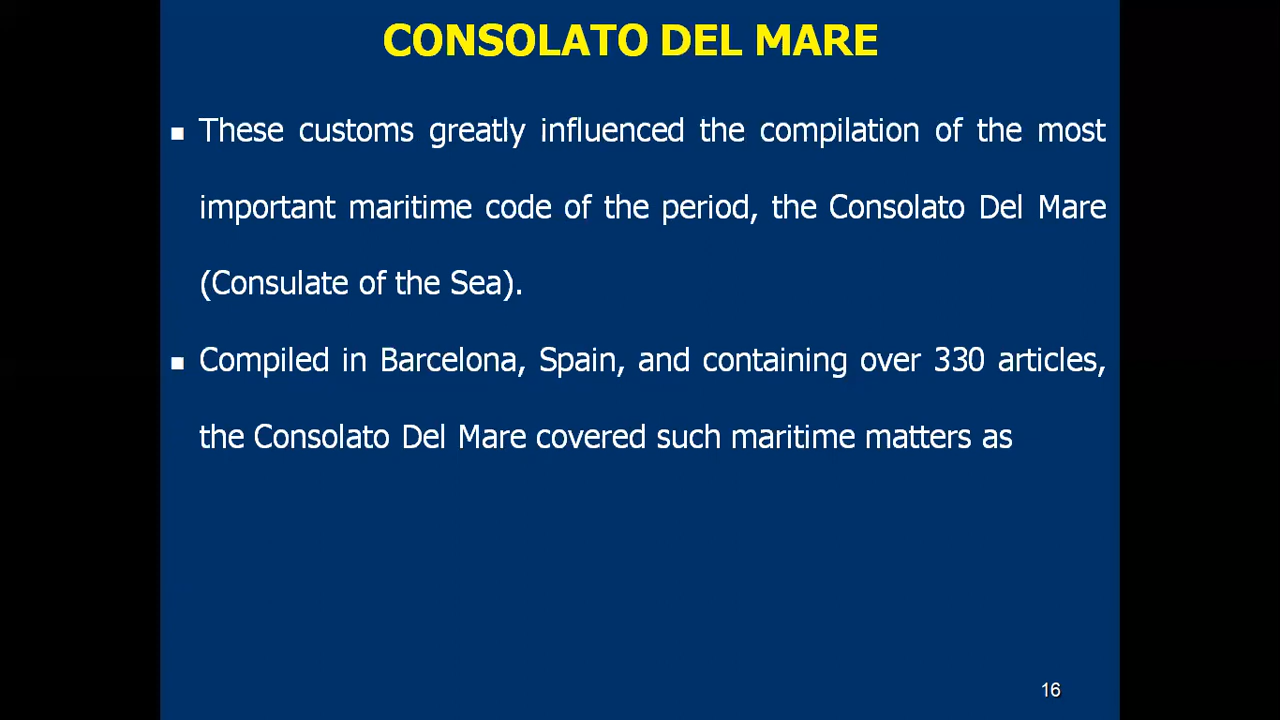 CONSOLATO DEL MARE
▪ These customs greatly influenced the compilation of the most
important maritime code of the period, the Consolato Del Mare
(Consulate of the Sea).
▪ Compiled in Barcelona, Spain, and containing over 330 articles,
the Consolato Del Mare covered such maritime matters as
16